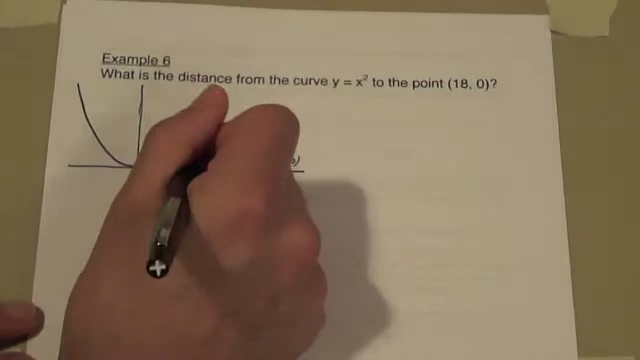 Example 6
What is the distance from the curve y = x² to the point (18, 0)?